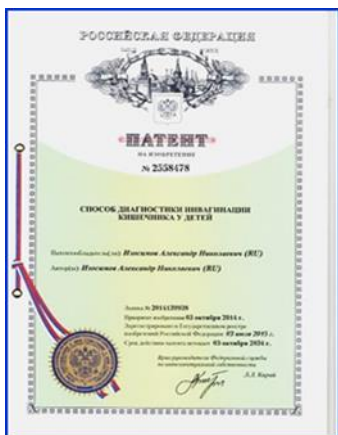 РОССИЙСКАЯ ФЕДЕРАЦИЯ
ПАТЕНТ
НА ИЗОБРЕТЕНИЕ
№ 2558478
СПОСОБ ДИАГНОСТИКИ ИНВАГИНАЦИИ
КИШЕЧНИКА У ДЕТЕЙ
Патентообладатель(ли): Изосимов Александр Николаевич (RU)
Автор(ы): Изосимов Александр Николаевич (RU)
Заявка № 2014139938
Приоритет изобретения 03 октября 2014 г.
Зарегистрировано в Государственном реестре
изобретений Российской Федерации 03 июля 2015 г.
Срок действия патента истекает 03 октября 2034 г.
Врио руководителя Федеральной службы
по интеллектуальной собственности
Л.Л. Кирий